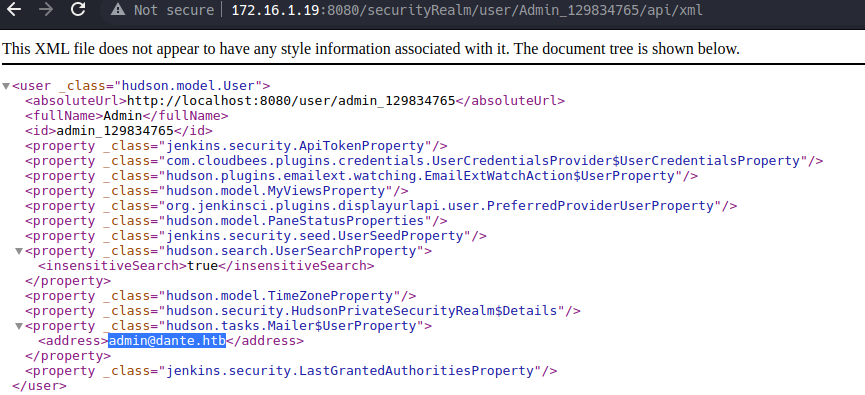 Not secure | 172.16.1.19:8080/securityRealm/user/Admin_129834765/api/xml
This XML file does not appear to have any style information associated with it. The document tree is shown below.
▼<user _class="hudson.model.User">
<absoluteUrl>http://localhost:8080/user/admin_129834765</absoluteUrl>
<fullName>Admin</fullName>
<id>admin_129834765</id>
<property _class="jenkins.security.ApiTokenProperty"/>
<property _class="com.cloudbees.plugins.credentials.UserCredentialsProvider$UserCredentialsProperty"/>
<property _class="hudson.plugins.emailext.watching.EmailExtWatchAction$UserProperty"/>
<property _class="hudson.model.MyViewsProperty"/>
<property _class="org.jenkinsci.plugins.displayurlapi.user.PreferredProviderUserProperty"/>
<property _class="hudson.model.PaneStatusProperties"/>
<property _class="jenkins.security.seed.UserSeedProperty"/>
▼<property _class="hudson.search.UserSearchProperty">
<insensitiveSearch>true</insensitiveSearch>
</property>
<property _class="hudson.model.TimeZoneProperty"/>
<property _class="hudson.security.HudsonPrivateSecurityRealm$Details"/>
▼<property _class="hudson.tasks.Mailer$UserProperty">
<address>admin@dante.htb</address>
</property>
<property _class="jenkins.security.LastGrantedAuthoritiesProperty"/>
</user>